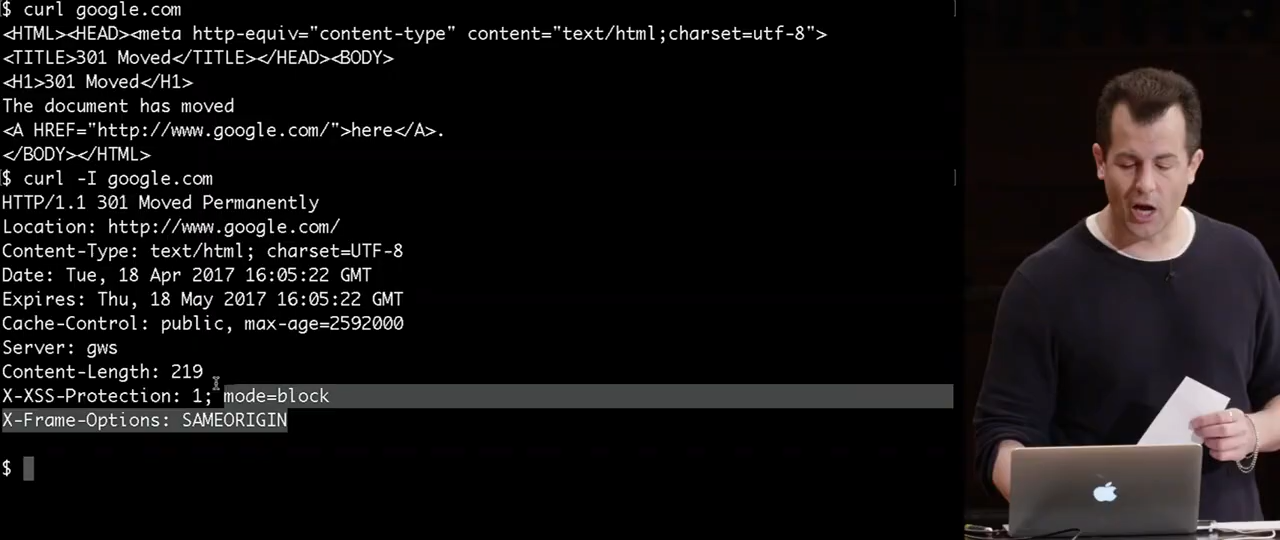 $ curl google.com
<HTML><HEAD><meta http-equiv="content-type" content="text/html;charset=utf-8">
<TITLE>301 Moved</TITLE></HEAD><BODY>
<H1>301 Moved</H1>
The document has moved
<A HREF="http://www.google.com/">here</A>.
</BODY></HTML>
$ curl -I google.com
HTTP/1.1 301 Moved Permanently
Location: http://www.google.com/
Content-Type: text/html; charset=UTF-8
Date: Tue, 18 Apr 2017 16:05:22 GMT
Expires: Thu, 18 May 2017 16:05:22 GMT
Cache-Control: public, max-age=2592000
Server: gws
Content-Length: 219
X-XSS-Protection: 1; mode=block
X-Frame-Options: SAMEORIGIN
$